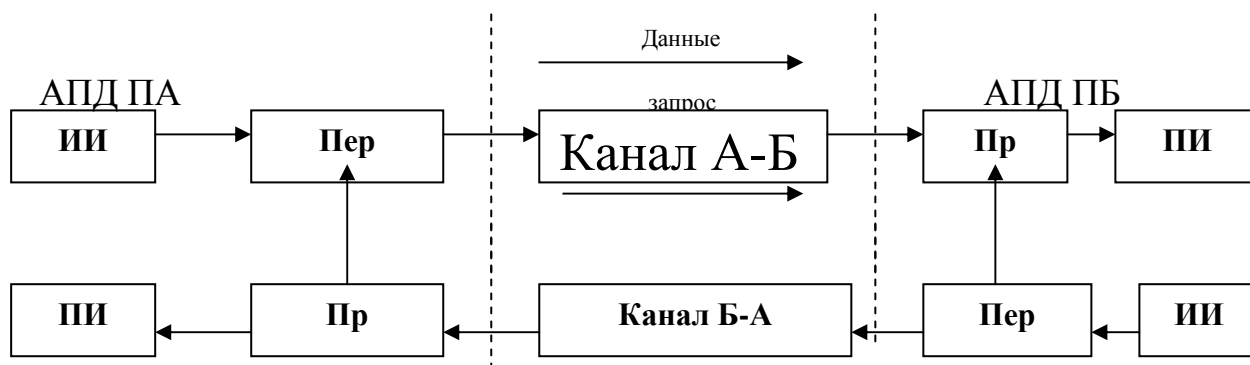 Данные
АПД ПА
запрос
АПД ПБ
ИИ
Пер
Канал А-Б
Пр
ПИ
ПИ
Пр
Канал Б-А
Пер
ИИ